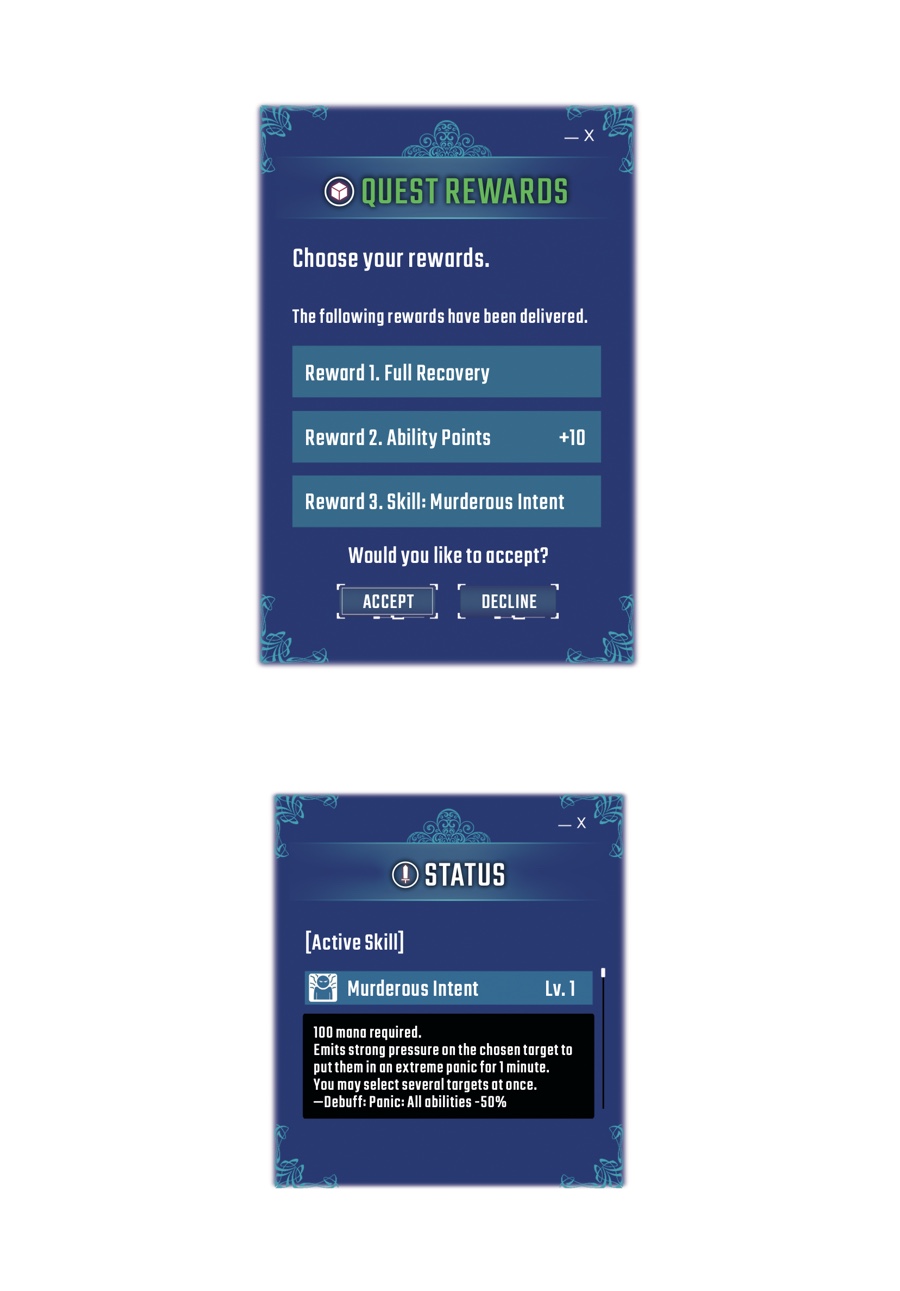 — X
QUEST REWARDS
Choose your rewards.
The following rewards have been delivered.
Reward 1. Full Recovery
Reward 2. Ability Points +10
Reward 3. Skill: Murderous Intent
Would you like to accept?
ACCEPT DECLINE
— X
STATUS
[Active Skill]
Murderous Intent Lv. 1
100 mana required.
Emits strong pressure on the chosen target to
put them in an extreme panic for 1 minute.
You may select several targets at once.
—Debuff: Panic: All abilities -50%